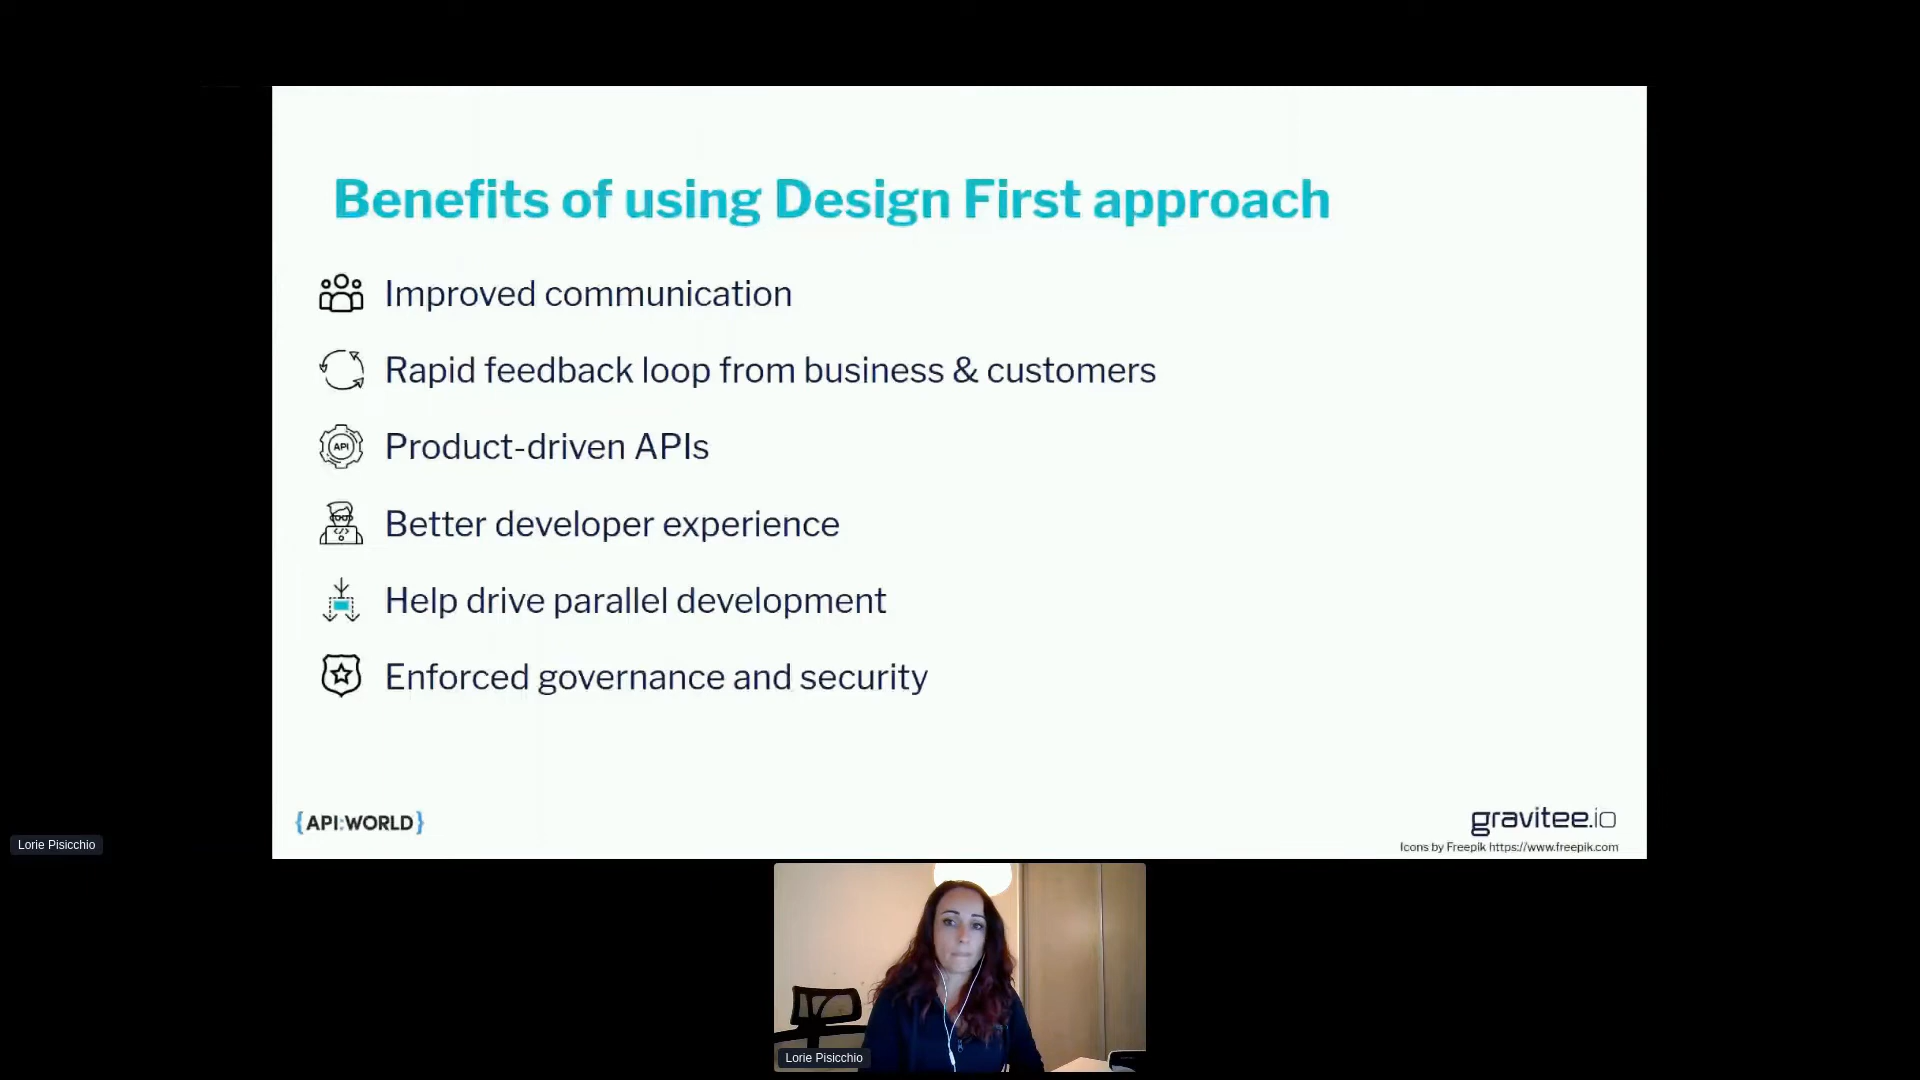 Benefits of using Design First approach
Improved communication
Rapid feedback loop from business & customers
API
Product-driven APIs
Better developer experience
Help drive parallel development
Enforced governance and security
{API:WORLD}
gravitee.io
Icons by Freepik https://www.freepik.com
Lorie Pisicchio
Lorie Pisicchio